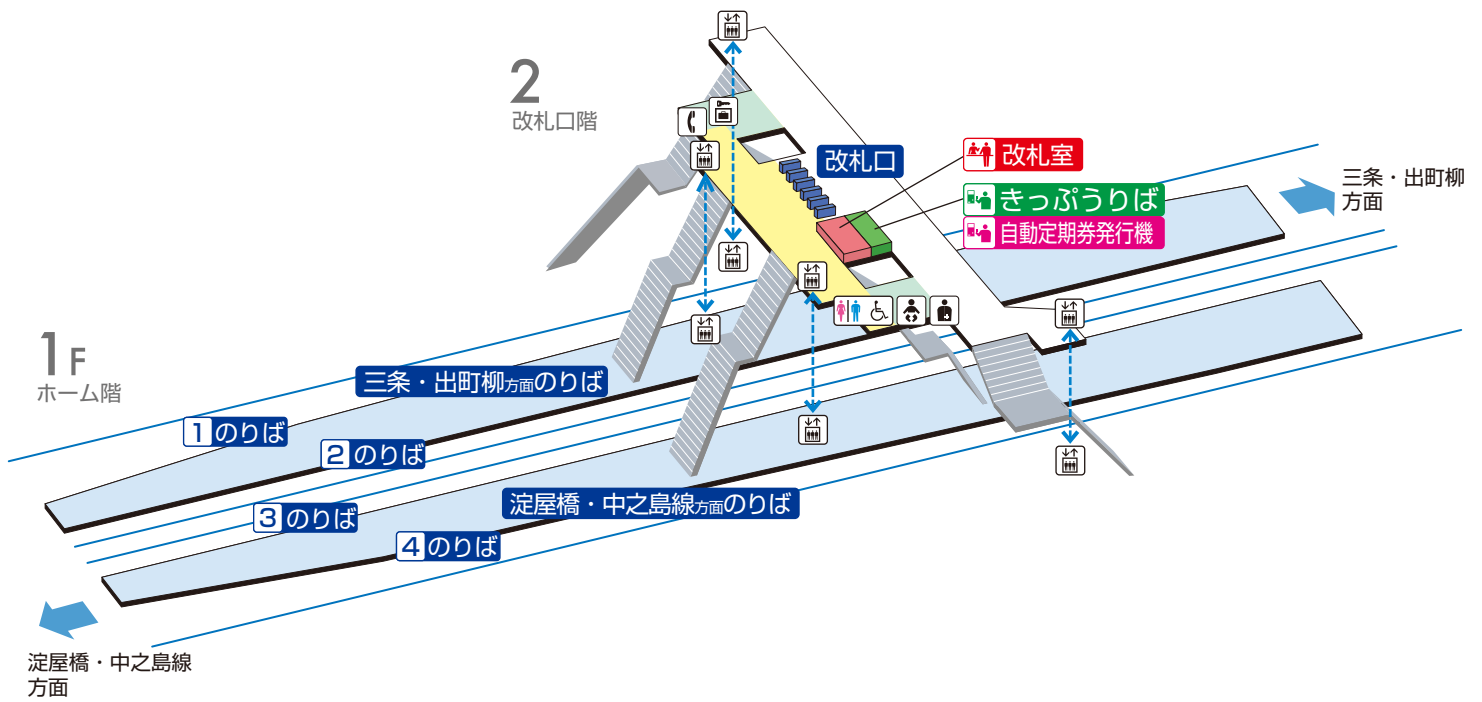 2
改札口階
改札口
改札室
きっぷうりば
自動定期券発行機
三条・出町柳
方面
1F
ホーム階
三条・出町柳方面のりば
1のりば
2のりば
淀屋橋・中之島線方面のりば
3のりば
4のりば
淀屋橋・中之島線
方面